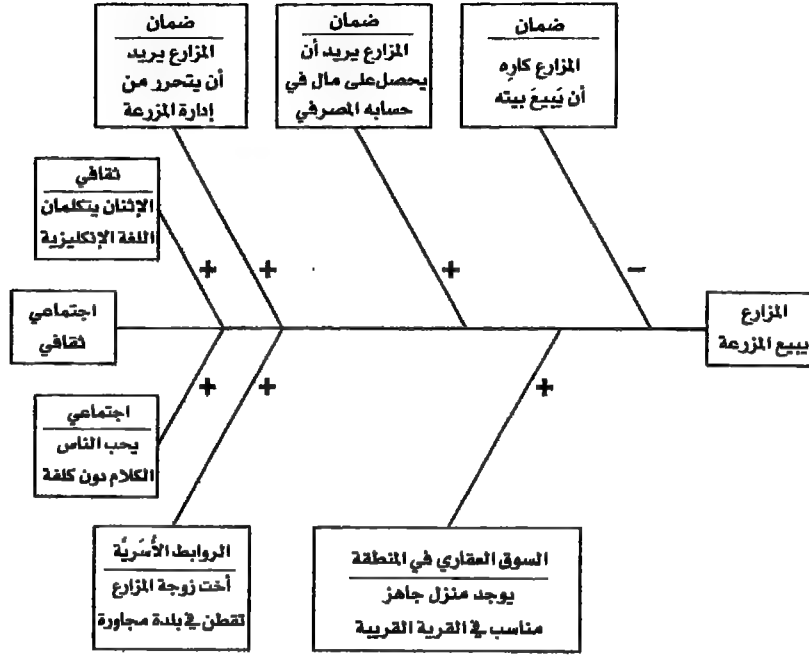 ضمان
المزارع يريد
أن يتحرر من
إدارة المزرعة
ضمان
المزارع يريد أن
يحصل على مال في
حسابه المصرفي
ضمان
المزارع كاره
أن يَبيعَ بيته
ثقافي
الإثنان يتكلمان
اللغة الإنكليزية
+
+
+
−
اجتماعي
ثقافي
المزارع
يبيع المزرعة
+
+
+
اجتماعي
يحب الناس
الكلام دون كلفة
الروابط الأُسَريَّة
أخت زوجة المزارع
تقطن في بلدة مجاورة
السوق العقاري في المنطقة
يوجد منزل جاهز
مناسب في القرية القريبة